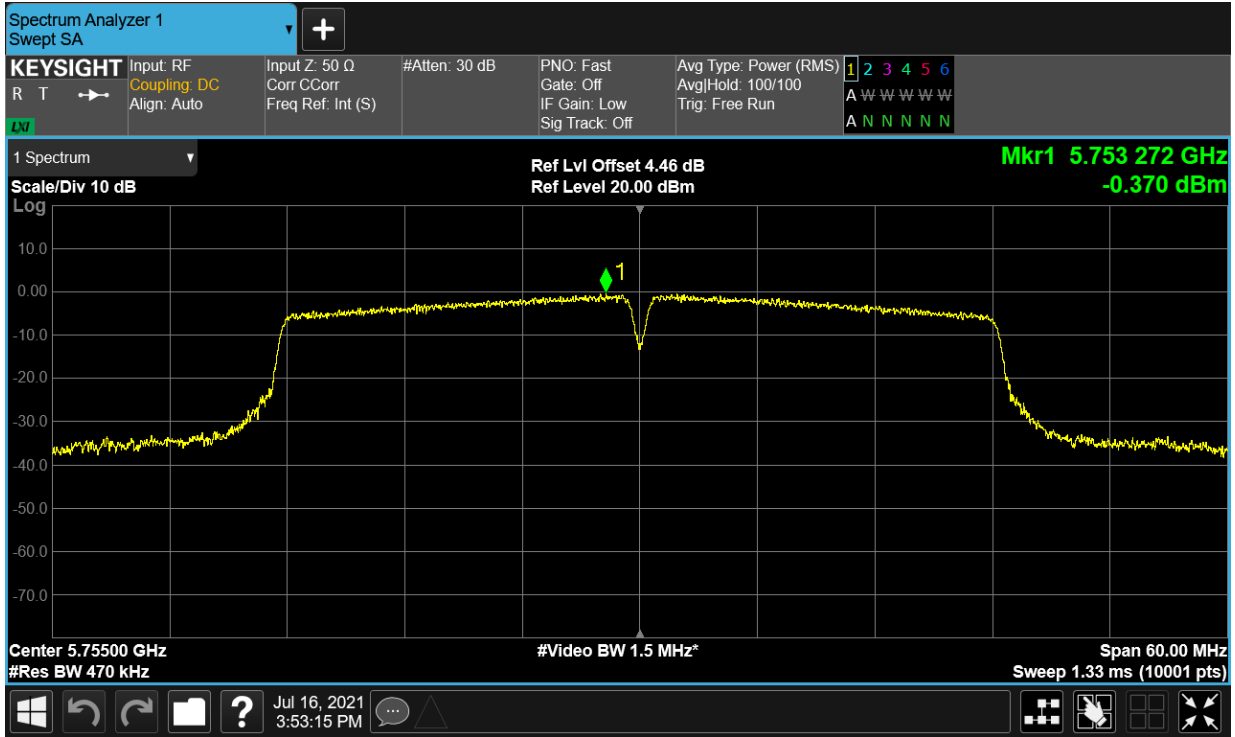 Spectrum Analyzer 1
Swept SA
+
KEYSIGHT
R T
LXI
Input: RF
Coupling: DC
Align: Auto
Input Z: 50 Ω
Corr CCorr
Freq Ref: Int (S)
#Atten: 30 dB
PNO: Fast
Gate: Off
IF Gain: Low
Sig Track: Off
Avg Type: Power (RMS)
Avg|Hold: 100/100
Trig: Free Run
1 2 3 4 5 6
A W W W W W
A N N N N N
1 Spectrum
Scale/Div 10 dB
Log
Ref Lvl Offset 4.46 dB
Ref Level 20.00 dBm
Mkr1 5.753 272 GHz
-0.370 dBm
10.0
0.00
-10.0
-20.0
-30.0
-40.0
-50.0
-60.0
-70.0
1
Center 5.75500 GHz
#Res BW 470 kHz
#Video BW 1.5 MHz*
Span 60.00 MHz
Sweep 1.33 ms (10001 pts)
?
Jul 16, 2021
3:53:15 PM